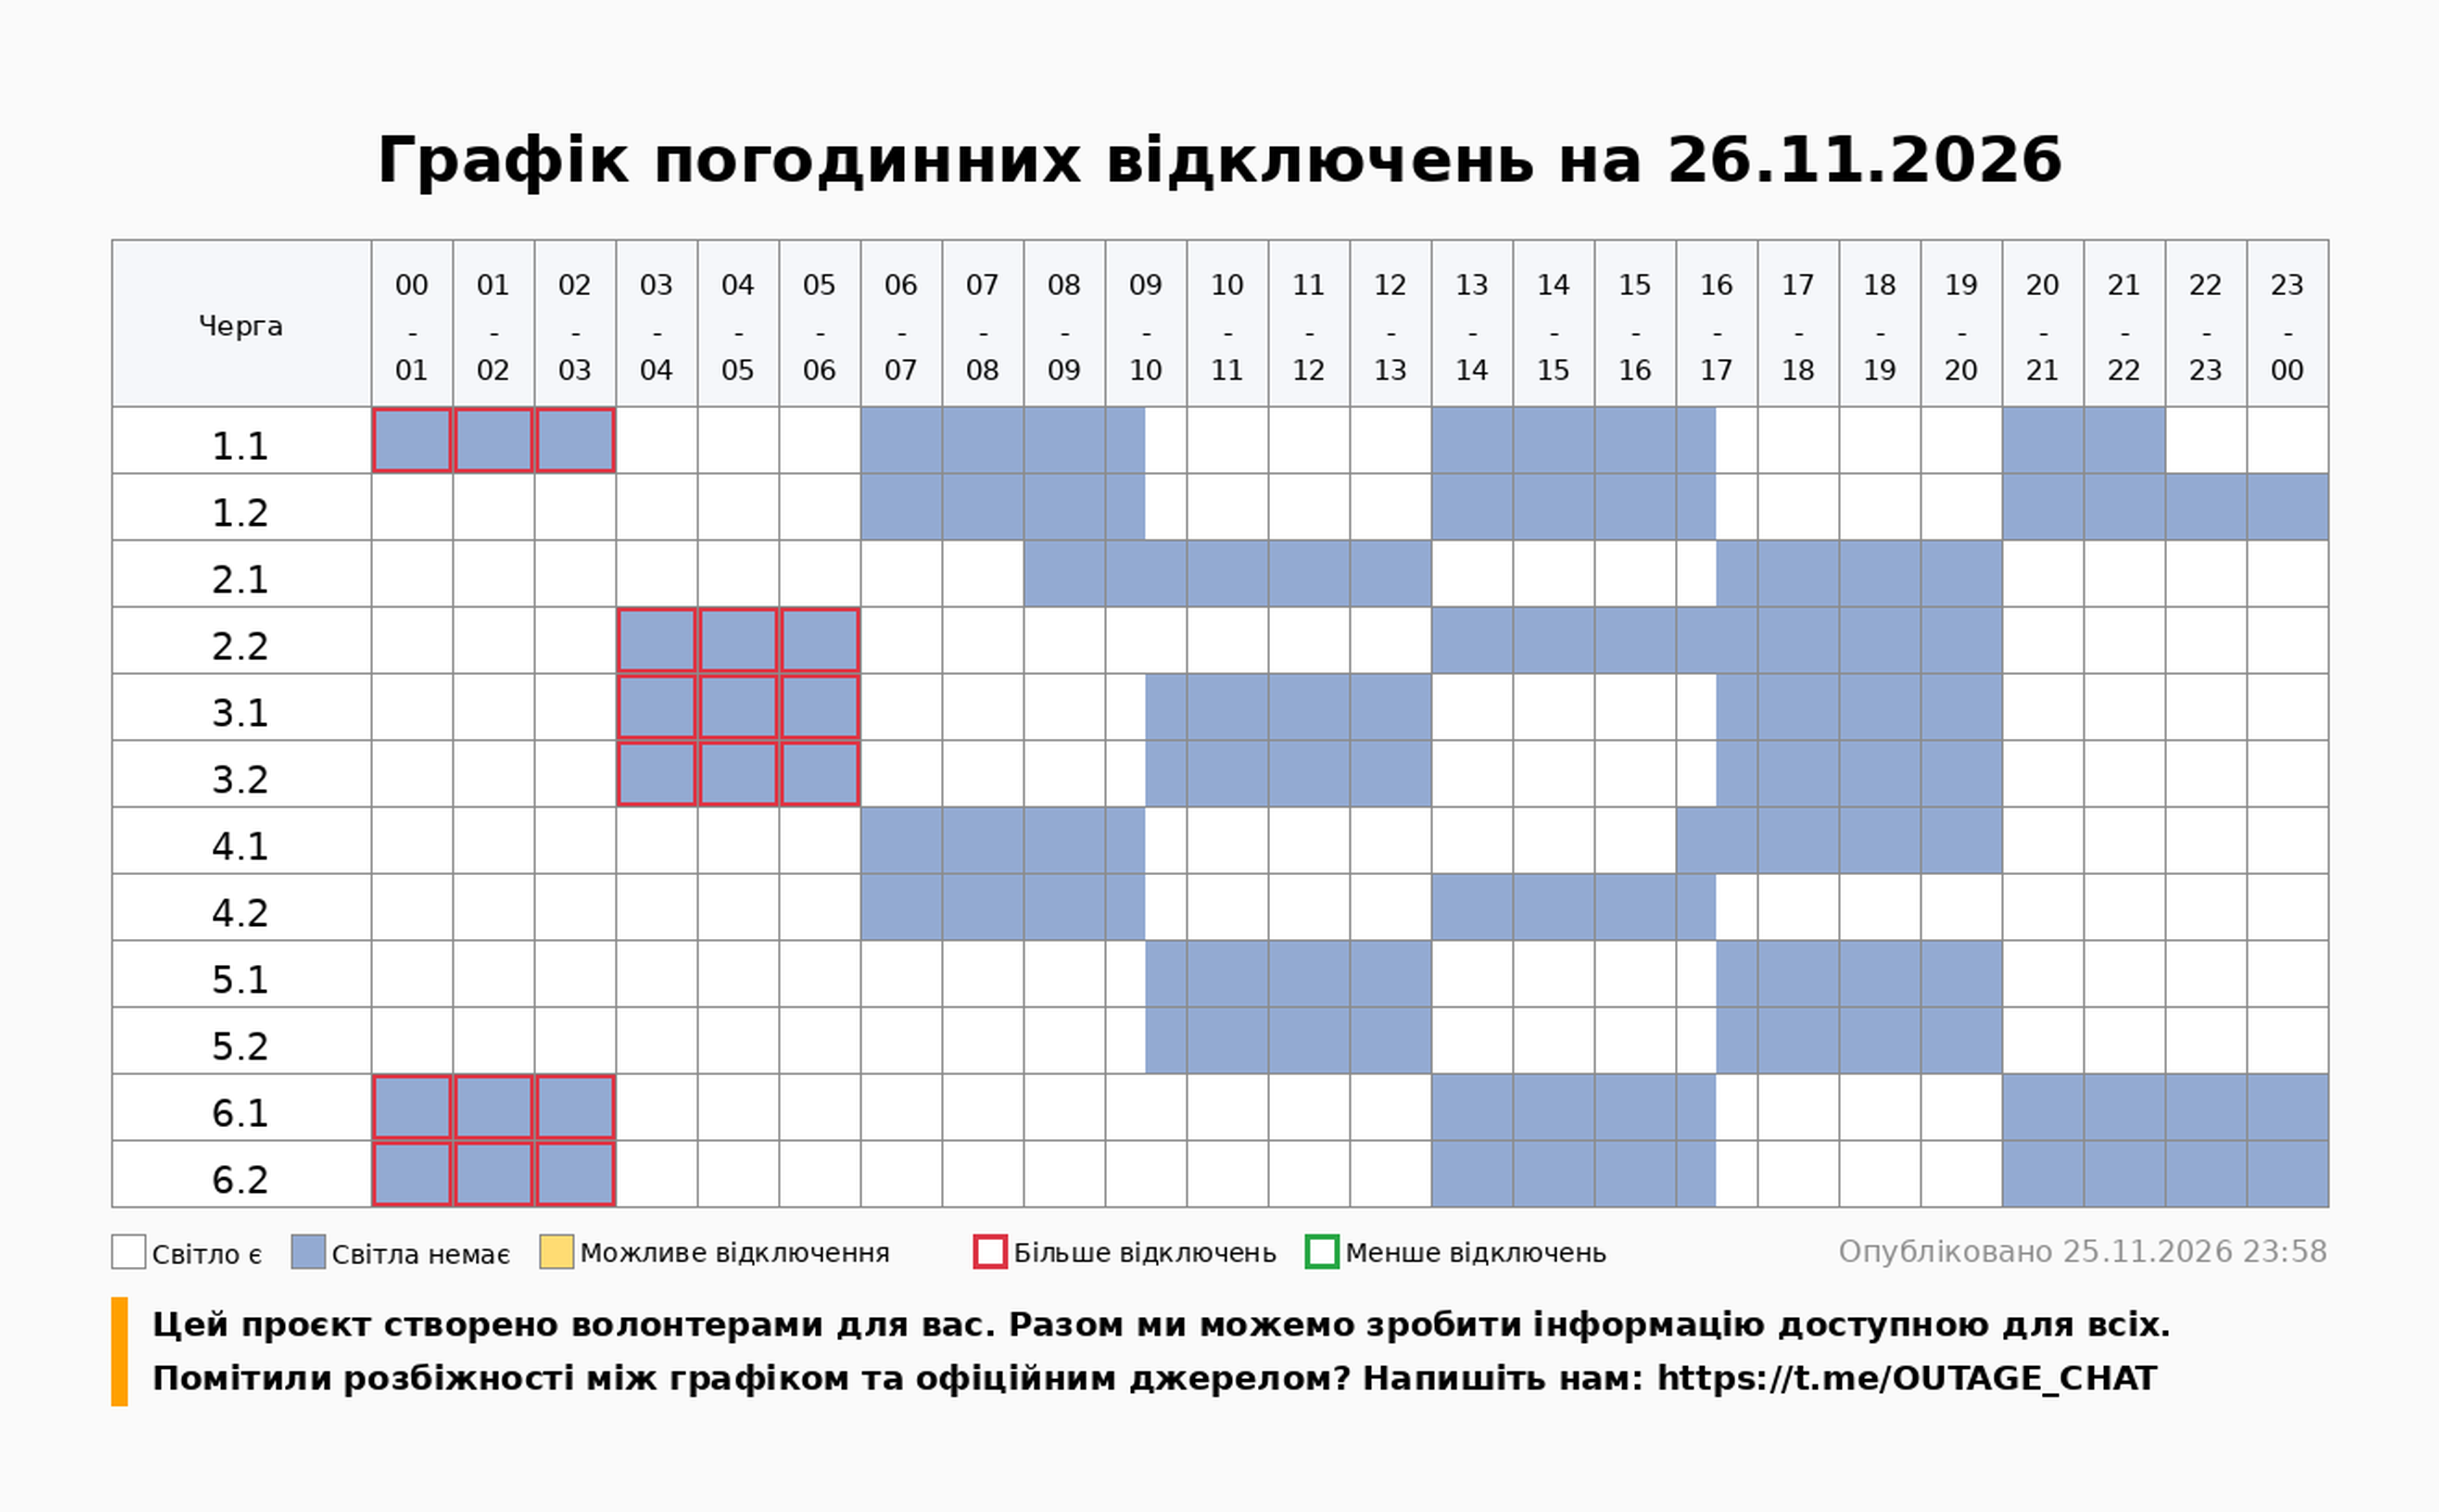 Графік погодинних відключень на 26.11.2026
Черга 00 - 01 01 - 02 02 - 03 03 - 04 04 - 05 05 - 06 06 - 07 07 - 08 08 - 09 09 - 10 10 - 11 11 - 12 12 - 13 13 - 14 14 - 15 15 - 16 16 - 17 17 - 18 18 - 19 19 - 20 20 - 21 21 - 22 22 - 23 23 - 00
1.1
1.2
2.1
2.2
3.1
3.2
4.1
4.2
5.1
5.2
6.1
6.2
Світло є Світла немає Можливе відключення Більше відключень Менше відключень Опубліковано 25.11.2026 23:58
Цей проєкт створено волонтерами для вас. Разом ми можемо зробити інформацію доступною для всіх.
Помітили розбіжності між графіком та офіційним джерелом? Напишіть нам: https://t.me/OUTAGE_CHAT